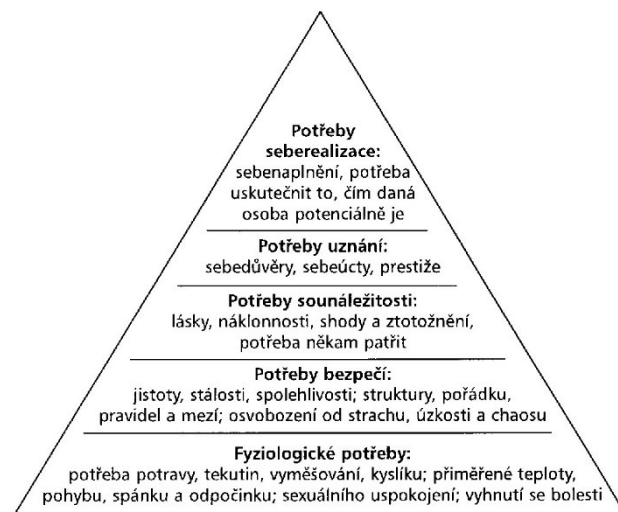 Potřeby
seberealizace:
sebenaplnění, potřeba
uskutečnit to, čím daná
osoba potenciálně je
Potřeby uznání:
sebedůvěry, sebeúcty, prestiže
Potřeby sounáležitosti:
lásky, náklonnosti, shody a ztotožnění,
potřeba někam patřit
Potřeby bezpečí:
jistoty, stálosti, spolehlivosti; struktury, pořádku,
pravidel a mezí; osvobození od strachu, úzkosti a chaosu
Fyziologické potřeby:
potřeba potravy, tekutin, vyměšování, kyslíku; přiměřené teploty,
pohybu, spánku a odpočinku; sexuálního uspokojení; vyhnutí se bolesti